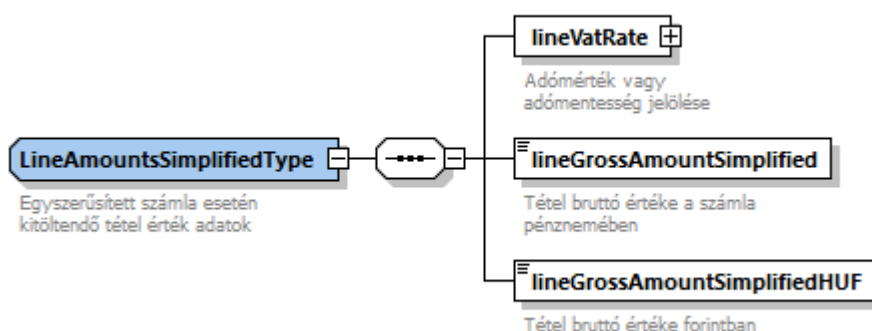 lineVatRate
Adómérték vagy
adómentesség jelölése
LineAmountsSimplifiedType
Egyszerűsített számla esetén
kitöltendő tétel érték adatok
lineGrossAmountSimplified
Tétel bruttó értéke a számla
pénznemében
lineGrossAmountSimplifiedHUF
Tétel bruttó értéke forintban